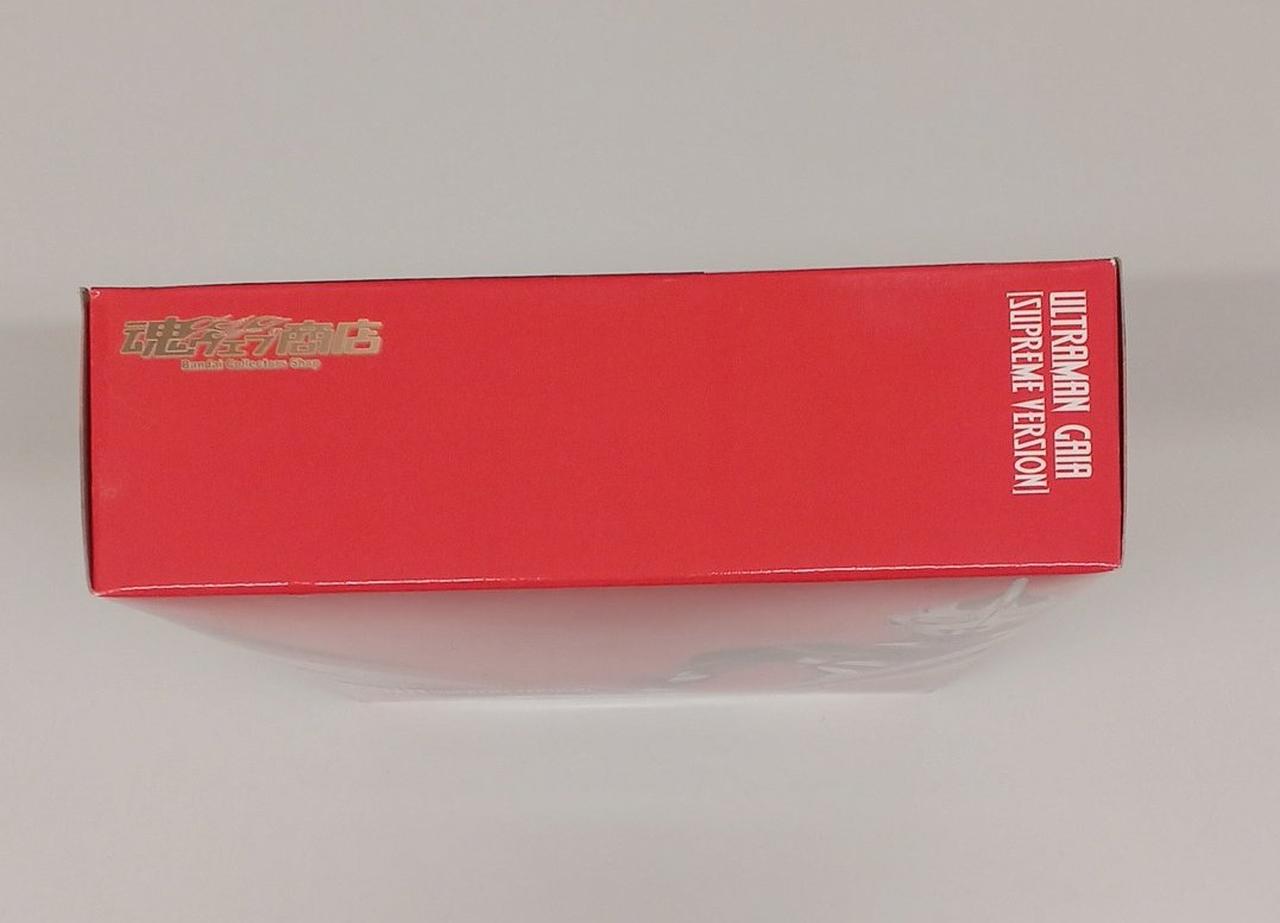 魂ウェブ商店
Bandai Collectors Shop
ULTRAMAN GAIA
[SUPREME VERSION]